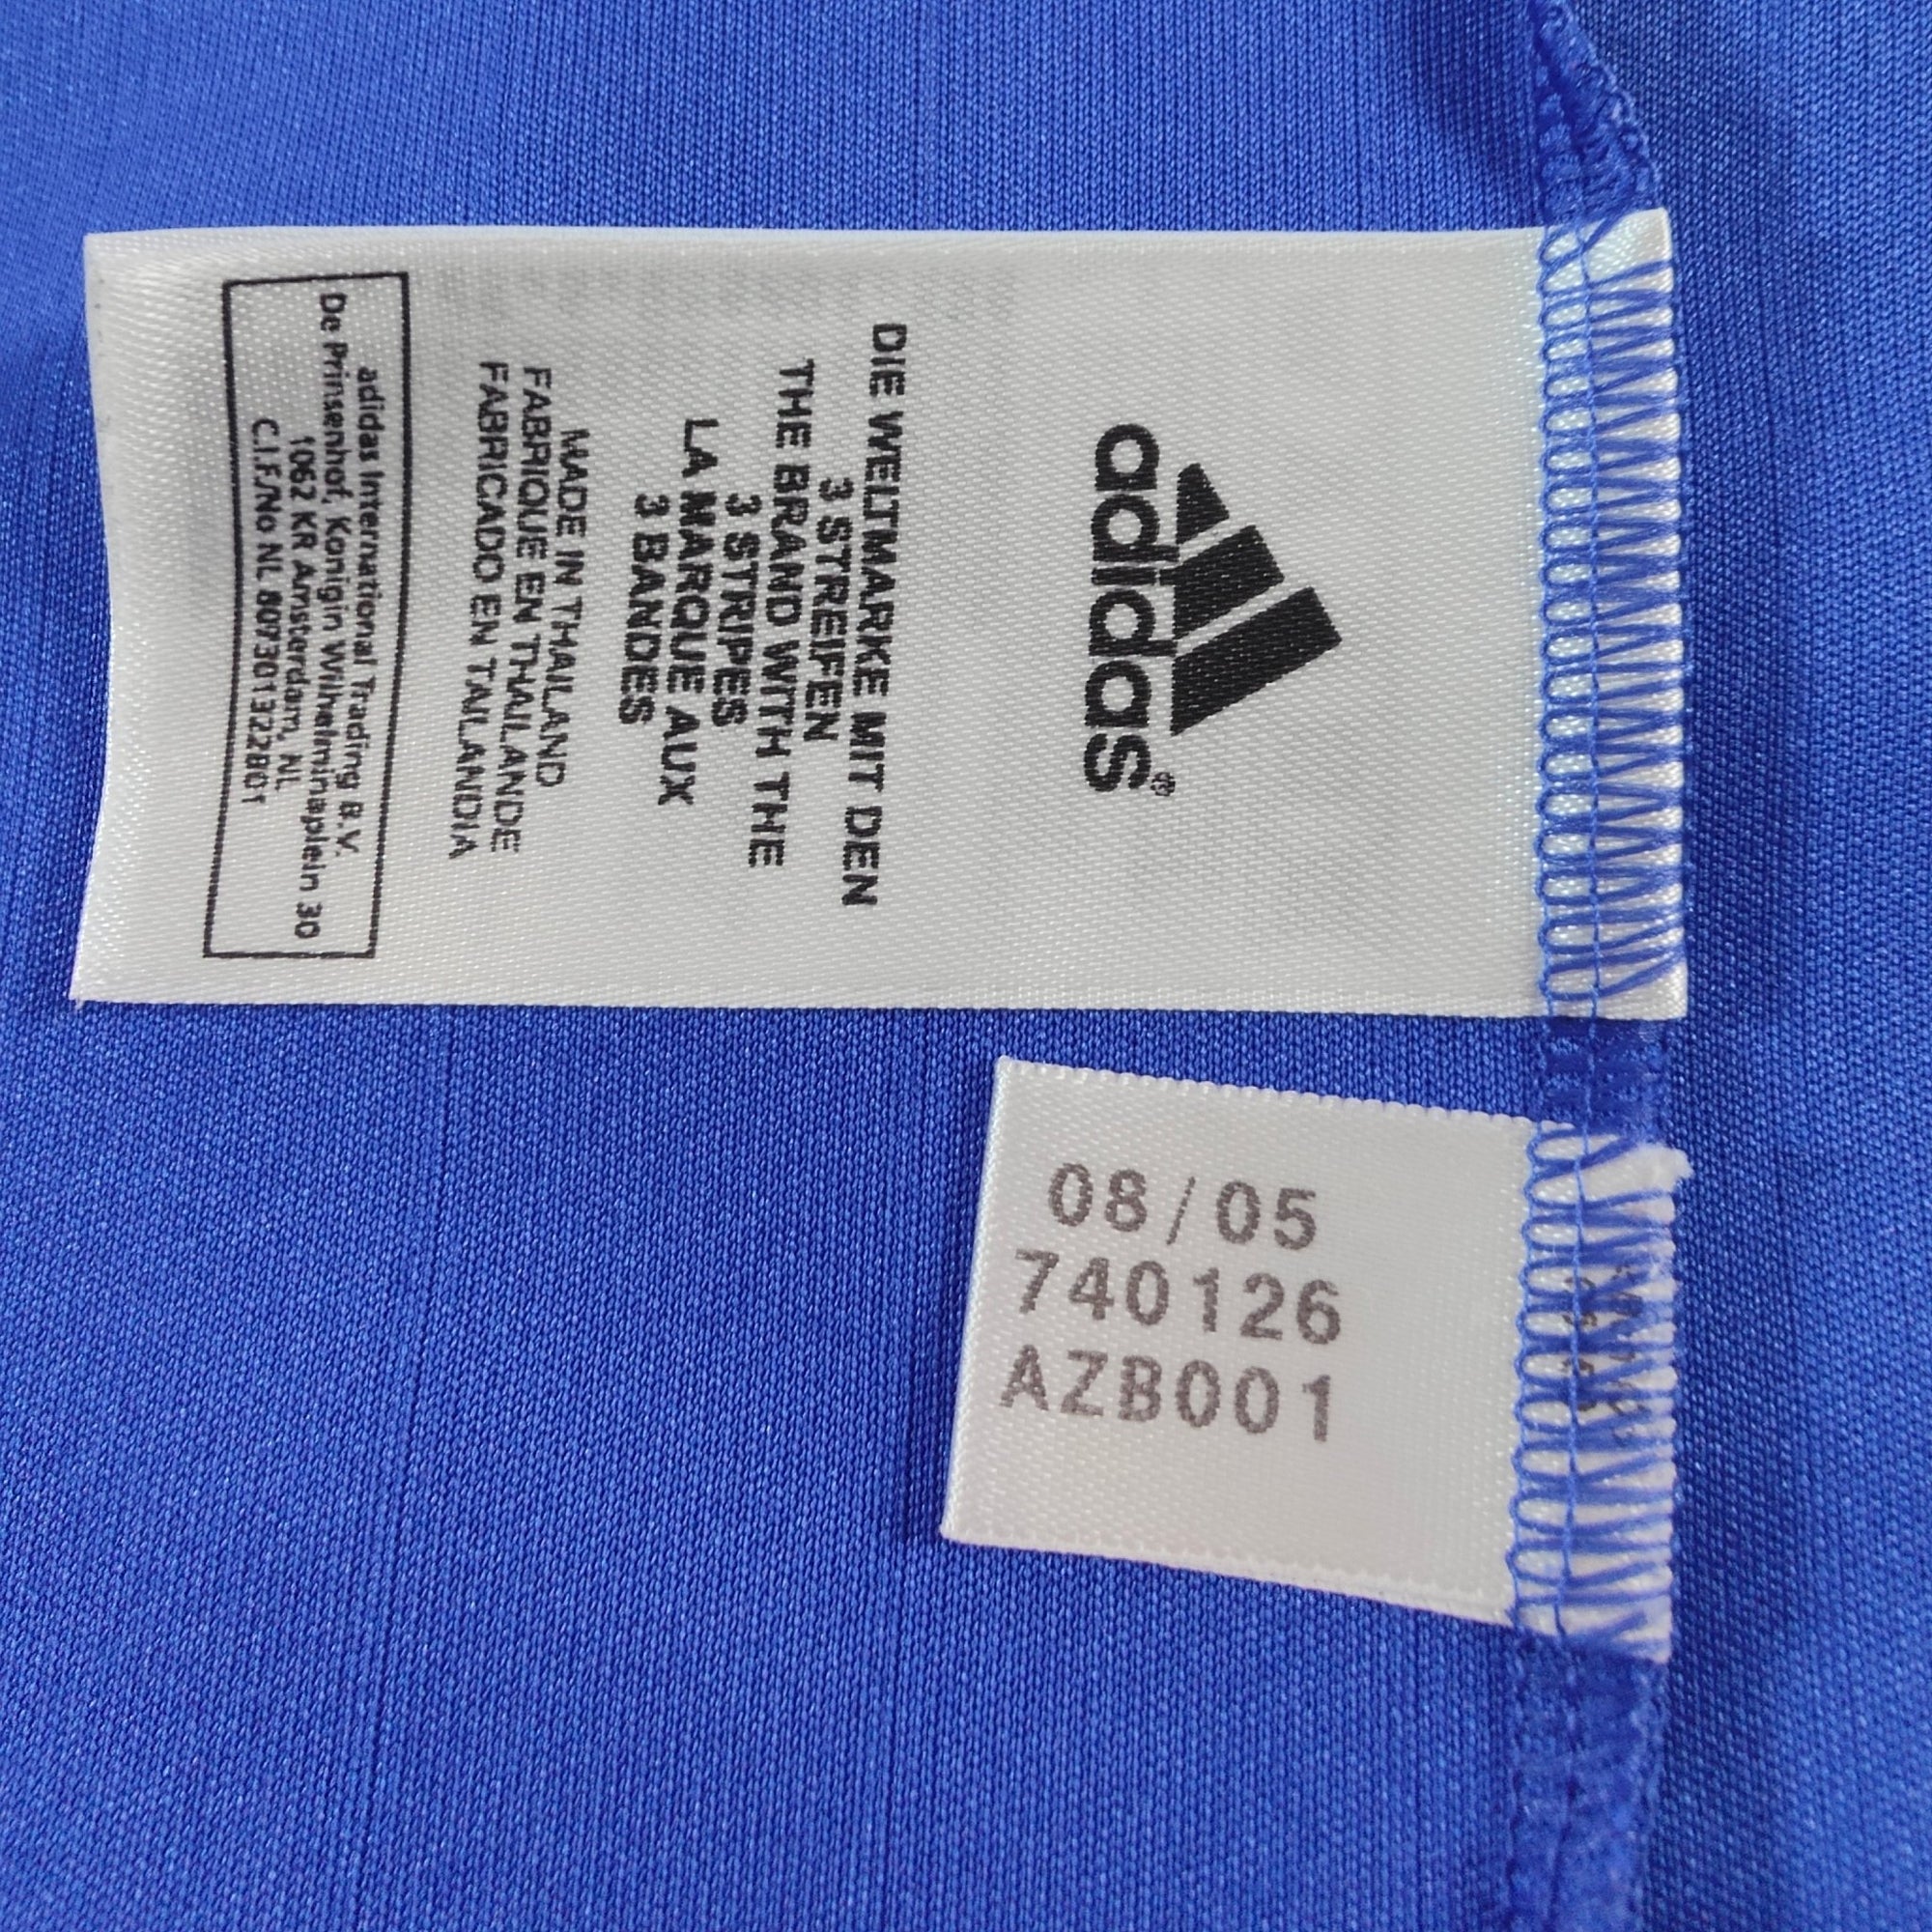 adidas®
DIE WELTMARKE MIT DEN
3 STREIFEN
THE BRAND WITH THE
3 STRIPES
LA MARQUE AUX
3 BANDES
MADE IN THAILAND
FABRIQUE EN THAILANDE
FABRICADO EN TAILANDIA
adidas International Trading B.V.
De Prinsenhof, Konigin Wilhelminaplein 30
1062 KR Amsterdam, NL
C.I.F./No NL 807301322801
08/05
740126
AZB001